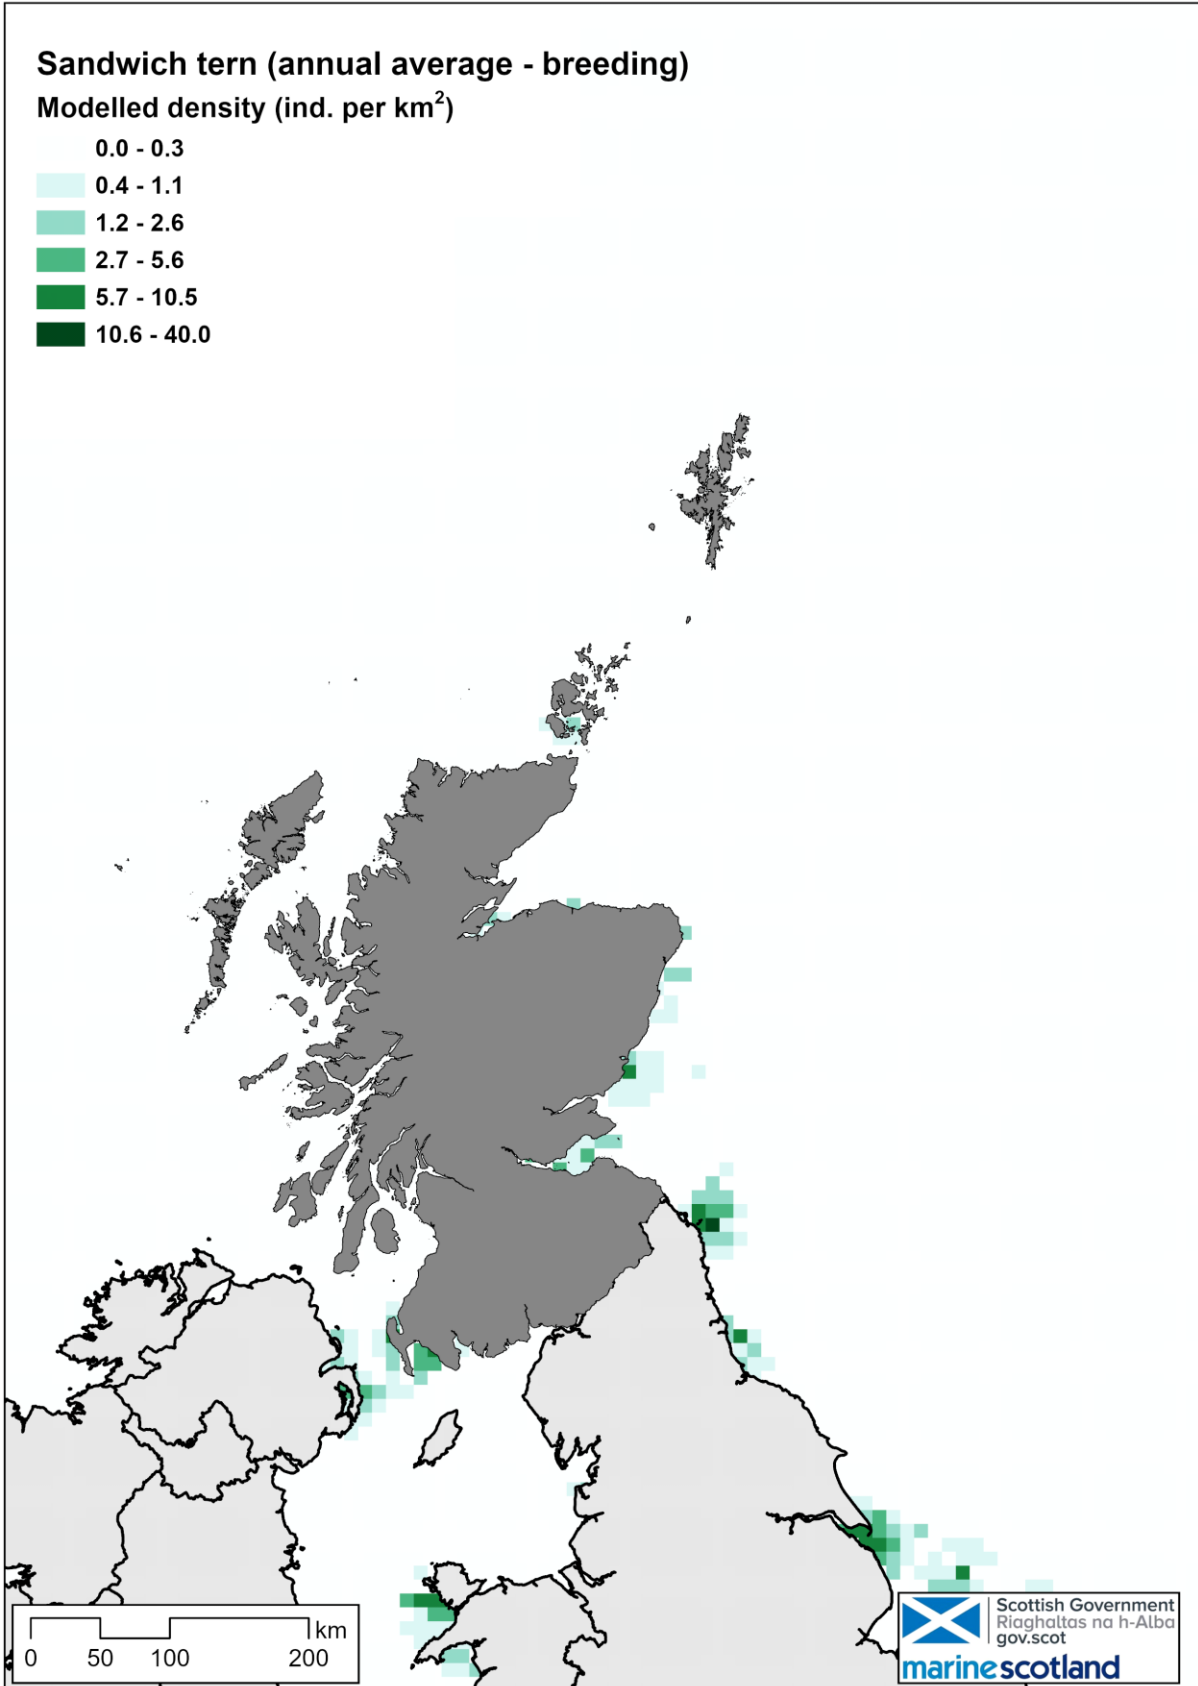 Sandwich tern (annual average - breeding)
Modelled density (ind. per km²)
0.0 - 0.3
0.4 - 1.1
1.2 - 2.6
2.7 - 5.6
5.7 - 10.5
10.6 - 40.0
km
0 50 100 200
Scottish Government
Riaghaltas na h-Alba
gov.scot
marinescotland